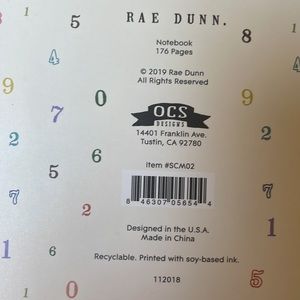 RAE DUNN.
Notebook
176 Pages
© 2019 Rae Dunn
All Rights Reserved
OCS
DESIGNS
14401 Franklin Ave.
Tustin, CA 92780
Item #SCM02
8 46307 05654 4
Designed in the U.S.A.
Made in China
Recyclable. Printed with soy-based ink.
112018